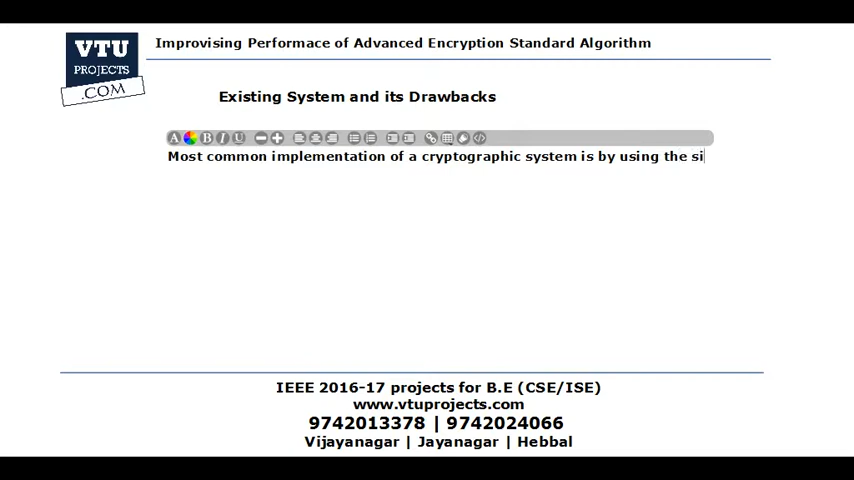 VTU
PROJECTS
.COM
Improvising Performace of Advanced Encryption Standard Algorithm
Existing System and its Drawbacks
Most common implementation of a cryptographic system is by using the si
IEEE 2016-17 projects for B.E (CSE/ISE)
www.vtuprojects.com
9742013378 | 9742024066
Vijayanagar | Jayanagar | Hebbal